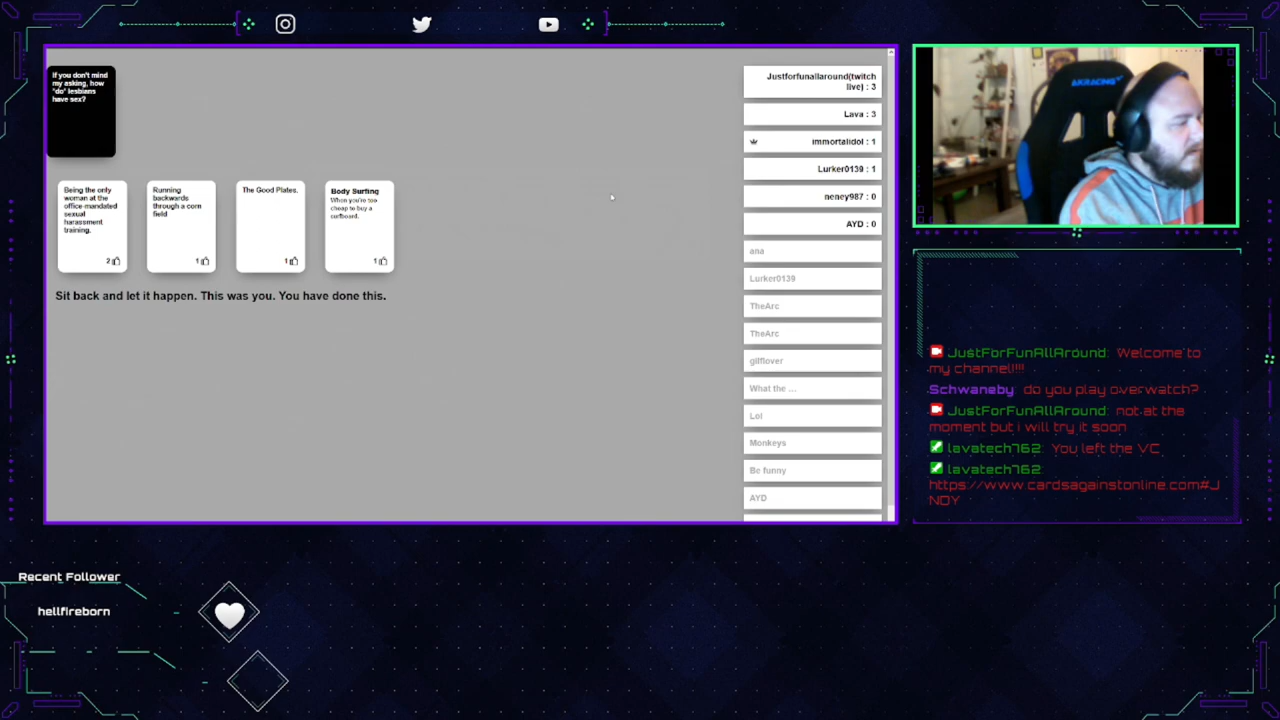 If you don't mind
my asking, how
"do" lesbians
have sex?
Being the only
woman at the
office-mandated
sexual
harassment
training.
2
Running
backwards
through a corn
field
1
The Good Plates.
1
Body Surfing
When you're too
cheap to buy a
surfboard.
1
Sit back and let it happen. This was you. You have done this.
Justforfunallaround(twitch
live) : 3
Lava : 3
immortalidol : 1
Lurker0139 : 1
neney987 : 0
AYD : 0
ana
Lurker0139
TheArc
TheArc
gilflover
What the ...
Lol
Monkeys
Be funny
AYD
AKRACING
JustForFunAllAround: Welcome to
my channel!!!
Schwaneby: do you play overwatch?
JustForFunAllAround: not at the
moment but i will try it soon
lavatech762: You left the VC
lavatech762:
https://www.cardsagainstonline.com#J
NDY
Recent Follower
hellfireborn